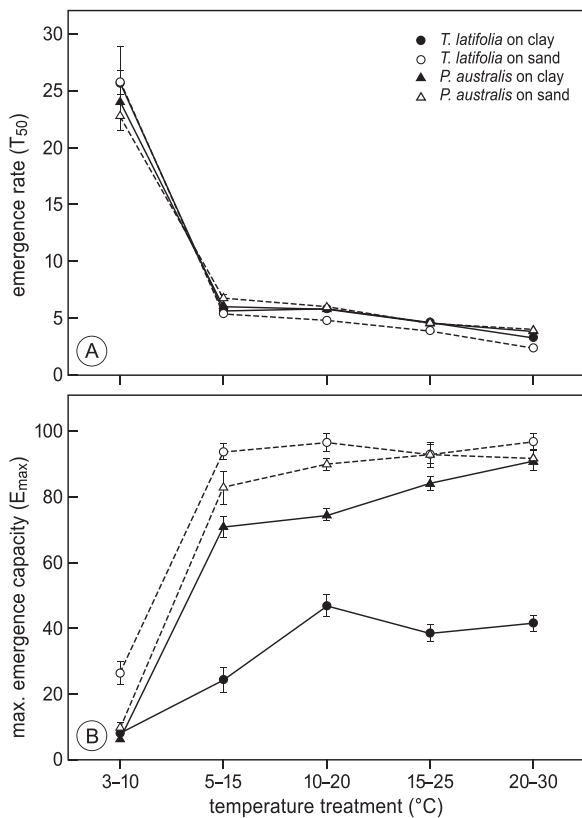 30
25
20
15
10
5
0
emergence rate (T50)
T. latifolia on clay
T. latifolia on sand
P. australis on clay
P. australis on sand
A
100
80
60
40
20
0
max. emergence capacity (Emax)
B
3–10 5–15 10–20 15–25 20–30
temperature treatment (°C)